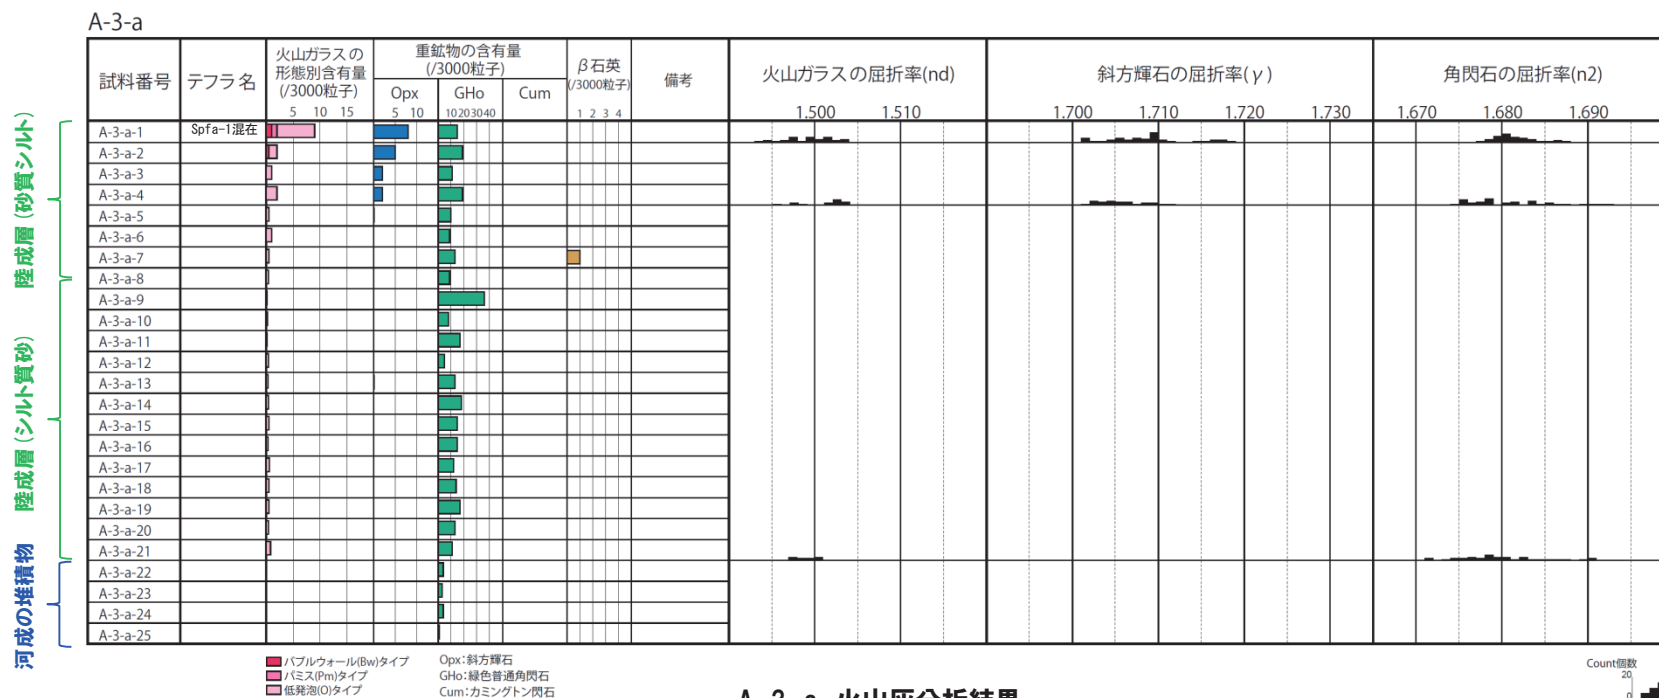 A-3-a
試料番号
テフラ名
火山ガラスの
形態別含有量
(/3000粒子)
5 10 15
重鉱物の含有量
(/3000粒子)
Opx
5 10
GHo
10203040
Cum
β石英
(/3000粒子)
1 2 3 4
備考
火山ガラスの屈折率(nd)
1.500 1.510
斜方輝石の屈折率(γ)
1.700 1.710 1.720 1.730
角閃石の屈折率(n2)
1.670 1.680 1.690
陸成層(砂質シルト)
陸成層(シルト質砂)
河成の堆積物
A-3-a-1 Spfa-1混在
A-3-a-2
A-3-a-3
A-3-a-4
A-3-a-5
A-3-a-6
A-3-a-7
A-3-a-8
A-3-a-9
A-3-a-10
A-3-a-11
A-3-a-12
A-3-a-13
A-3-a-14
A-3-a-15
A-3-a-16
A-3-a-17
A-3-a-18
A-3-a-19
A-3-a-20
A-3-a-21
A-3-a-22
A-3-a-23
A-3-a-24
A-3-a-25
バブルウォール(Bw)タイプ
パミス(Pm)タイプ
低発泡(O)タイプ
Opx:斜方輝石
GHo:緑色普通角閃石
Cum:カミングトン閃石
A-3-a 火山灰分析結果
Count個数
20
0